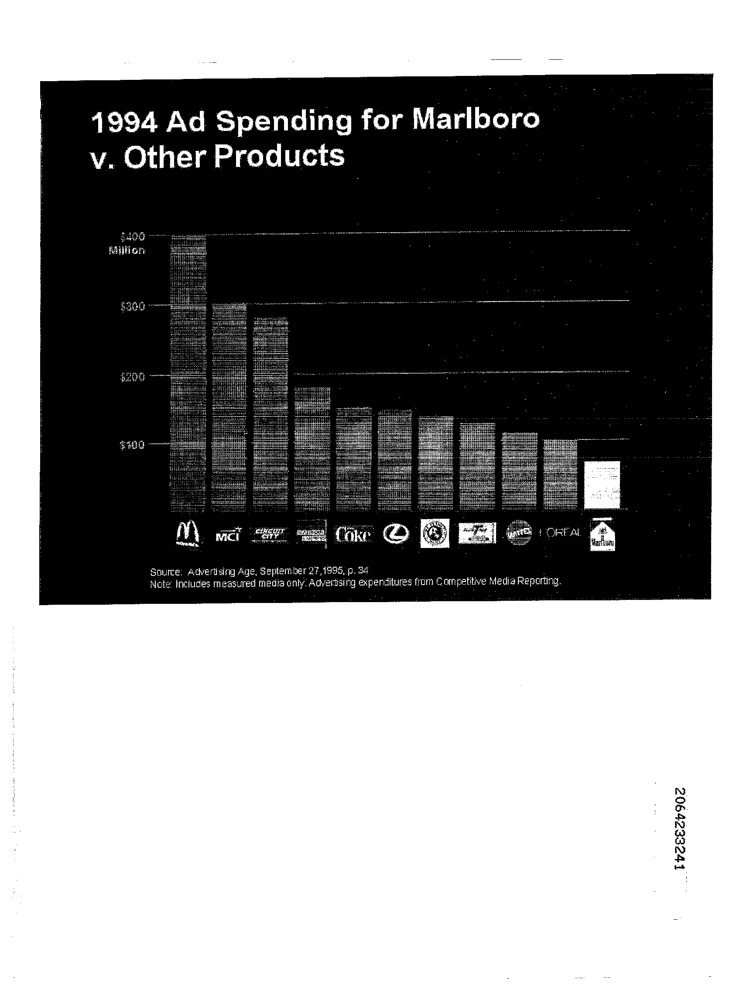 1994 Ad Spending for Marlboro
v. Other Products
$400
Million
$300
$200
$100
MCI
CIRCUIT CITY
Coke
L'OREAL
Marlboro
Source: Advertising Age, September 27, 1995, p. 34
Note: Includes measured media only. Advertising expenditures from Competitive Media Reporting.
2064233241